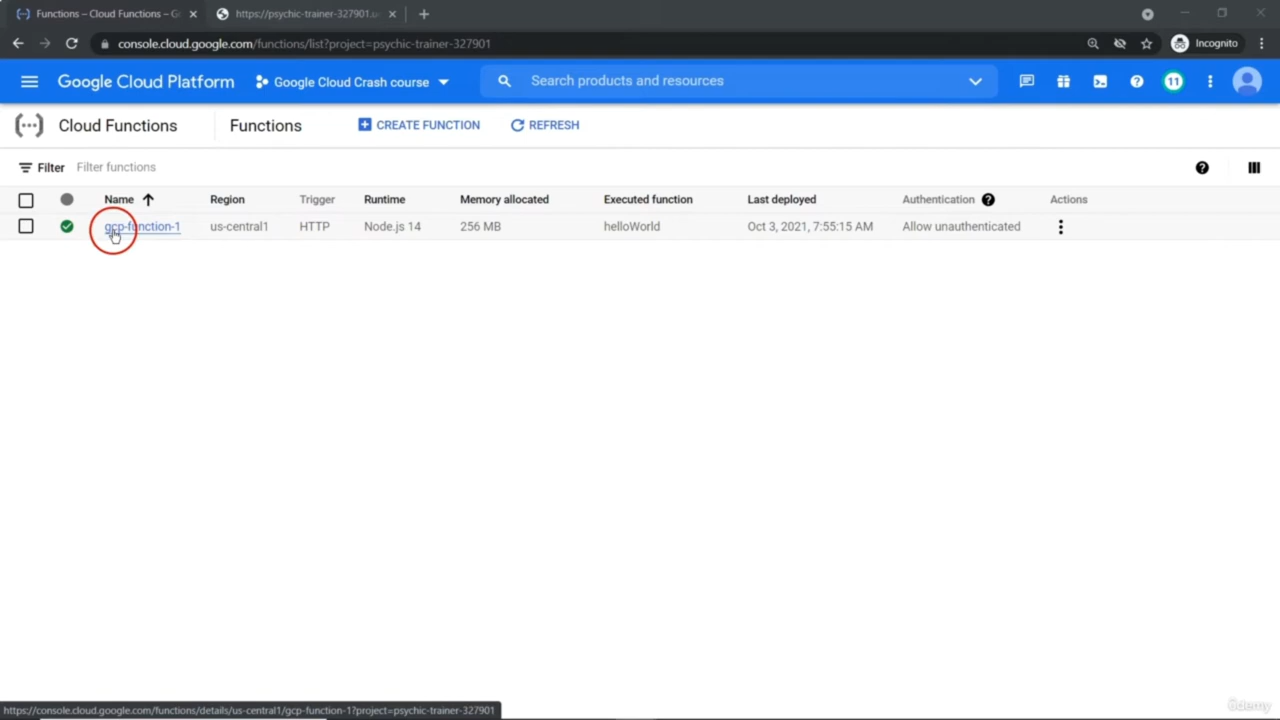 Functions – Cloud Functions – G
https://psychic-trainer-327901.u
console.cloud.google.com/functions/list?project=psychic-trainer-327901
Incognito
Google Cloud Platform
Google Cloud Crash course
Search products and resources
11
Cloud Functions
Functions
CREATE FUNCTION
REFRESH
Filter
Filter functions
Name Region Trigger Runtime Memory allocated Executed function Last deployed Authentication Actions
gcp-function-1 us-central1 HTTP Node.js 14 256 MB helloWorld Oct 3, 2021, 7:55:15 AM Allow unauthenticated
https://console.cloud.google.com/functions/details/us-central1/gcp-function-1?project=psychic-trainer-327901
ûdemy